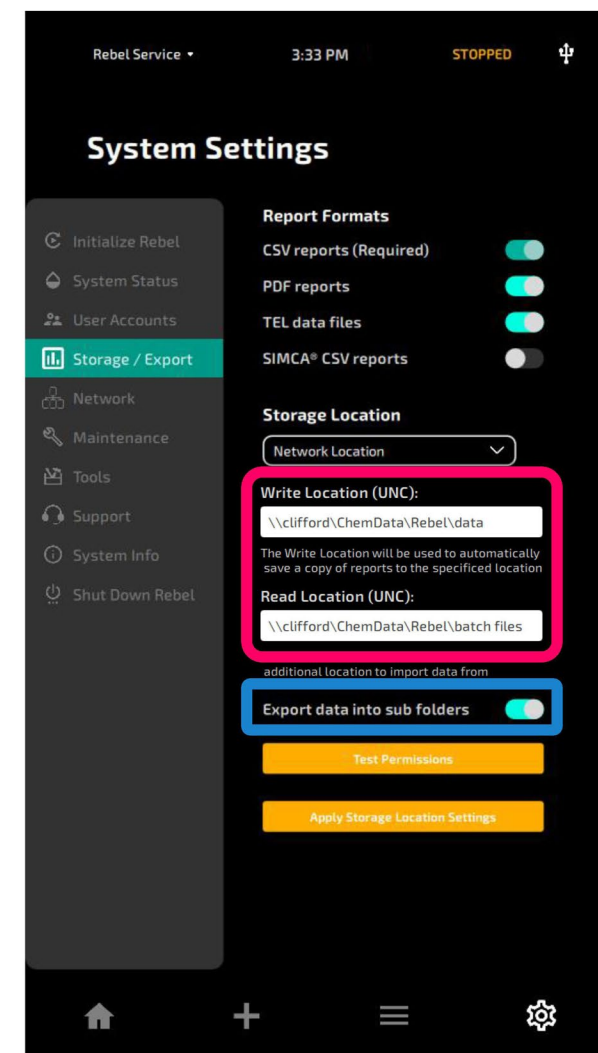 Rebel Service
3:33 PM
STOPPED
System Settings
Initialize Rebel
System Status
User Accounts
Storage / Export
Network
Maintenance
Tools
Support
System Info
Shut Down Rebel
Report Formats
CSV reports (Required)
PDF reports
TEL data files
SIMCA® CSV reports
Storage Location
Network Location
Write Location (UNC):
\\clifford\ChemData\Rebel\data
The Write Location will be used to automatically
save a copy of reports to the specificed location
Read Location (UNC):
\\clifford\ChemData\Rebel\batch files
additional location to import data from
Export data into sub folders
Test Permissions
Apply Storage Location Settings